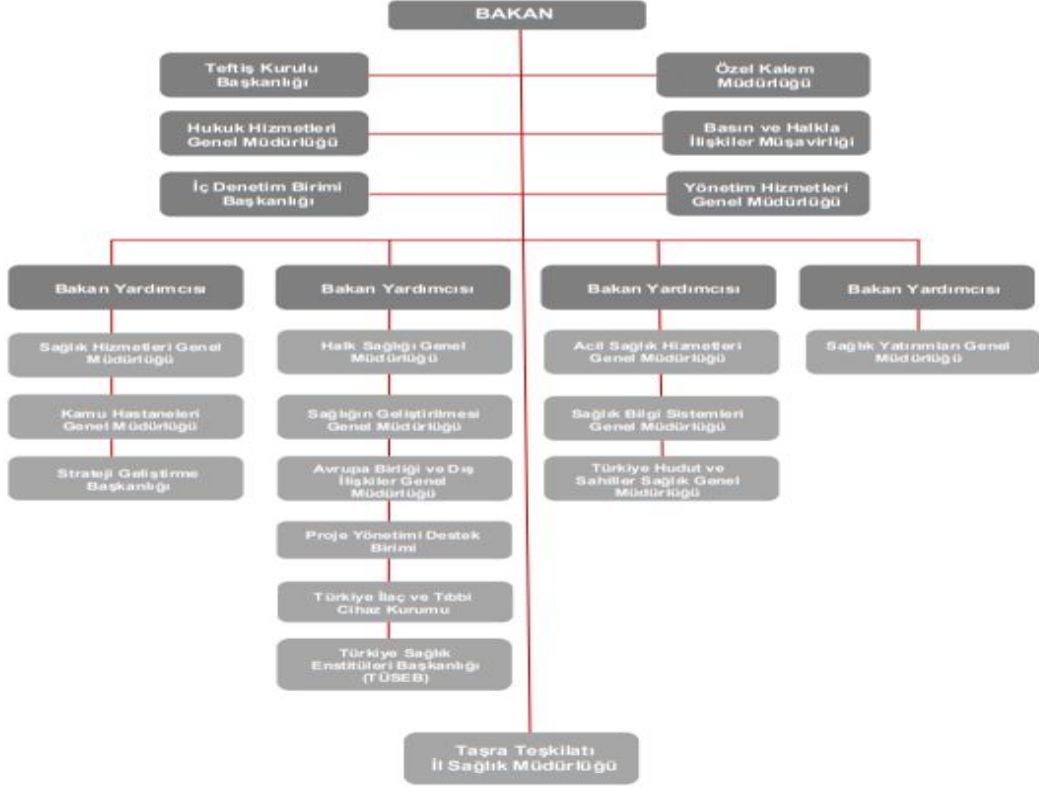 BAKAN
Teftiş Kurulu
Başkanlığı
Özel Kalem
Müdürlüğü
Hukuk Hizmetleri
Genel Müdürlüğü
Basın ve Halkla
İlişkiler Müşavirliği
İç Denetim Birimi
Başkanlığı
Yönetim Hizmetleri
Genel Müdürlüğü
Bakan Yardımcısı
Bakan Yardımcısı
Bakan Yardımcısı
Bakan Yardımcısı
Sağlık Hizmetleri Genel
Müdürlüğü
Kamu Hastaneleri
Genel Müdürlüğü
Strateji Geliştirme
Başkanlığı
Halk Sağlığı Genel
Müdürlüğü
Sağlığın Geliştirilmesi
Genel Müdürlüğü
Avrupa Birliği ve Dış
İlişkiler Genel
Müdürlüğü
Proje Yönetimi Destek
Birimi
Türkiye İlaç ve Tıbbi
Cihaz Kurumu
Türkiye Sağlık
Enstitüleri Başkanlığı
(TÜSEB)
Acil Sağlık Hizmetleri
Genel Müdürlüğü
Sağlık Bilgi Sistemleri
Genel Müdürlüğü
Türkiye Hudut ve
Sahiller Sağlık Genel
Müdürlüğü
Sağlık Yatırımları Genel
Müdürlüğü
Taşra Teşkilatı
İl Sağlık Müdürlüğü